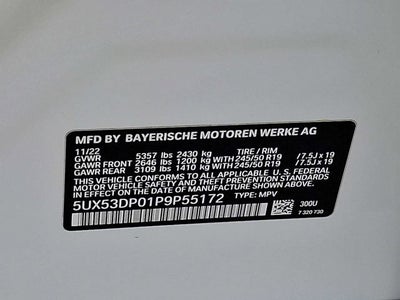 MFD BY BAYERISCHE MOTOREN WERKE AG
11/22 TIRE / RIM
GVWR 5357 lbs 2430 kg
GAWR FRONT 2646 lbs 1200 kg WITH 245/50 R19 / 7.5J x 19
GAWR REAR 3109 lbs 1410 kg WITH 245/50 R19 / 7.5J x 19
THIS VEHICLE CONFORMS TO ALL APPLICABLE U. S. FEDERAL
MOTOR VEHICLE SAFETY STANDARDS IN EFFECT ON THE
DATE OF MANUFACTURE SHOWN ABOVE.
5UX53DP01P9P55172 TYPE: MPV
300U
7 320 730